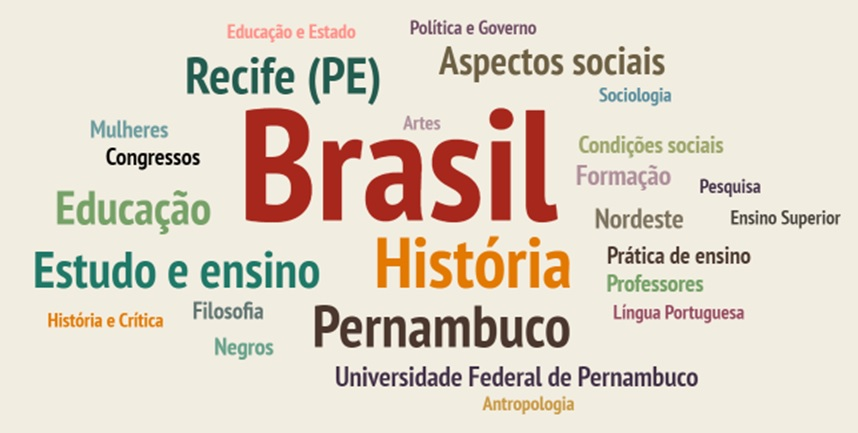 Educação e Estado
Política e Governo
Recife (PE)
Aspectos sociais
Sociologia
Brasil
Artes
Mulheres
Congressos
Condições sociais
Formação
Pesquisa
Educação
Nordeste
Ensino Superior
Estudo e ensino
História
Prática de ensino
Professores
História e Crítica
Filosofia
Pernambuco
Língua Portuguesa
Negros
Universidade Federal de Pernambuco
Antropologia